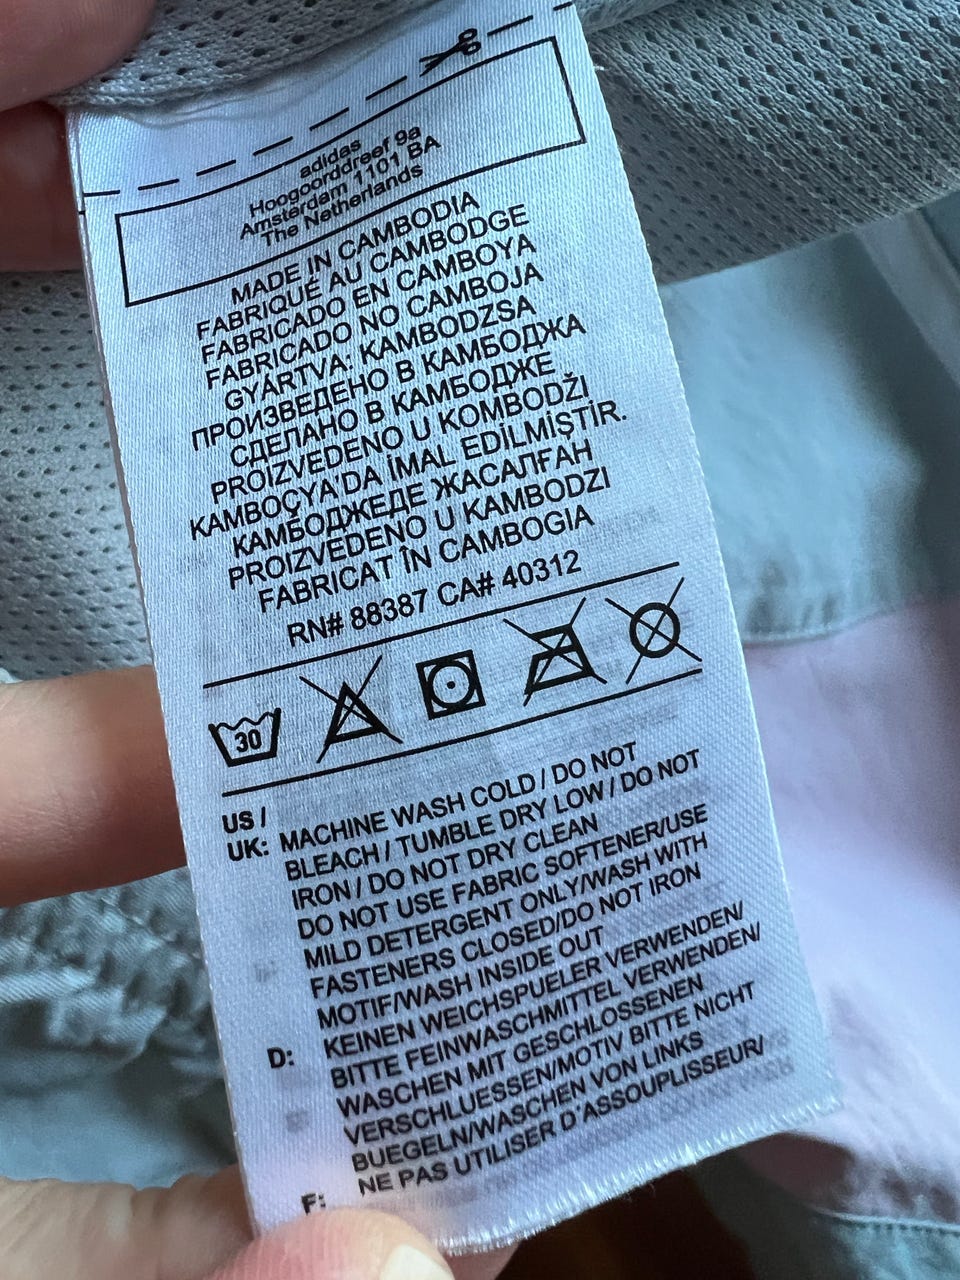 adidas
Hoogoorddreef 9a
Amsterdam 1101 BA
The Netherlands
MADE IN CAMBODIA
FABRIQUÉ AU CAMBODGE
FABRICADO EN CAMBOYA
FABRICADO NO CAMBOJA
GYÁRTVA: KAMBODZSA
ПРОИЗВЕДЕНО В КАМБОДЖА
СДЕЛАНО В КАМБОДЖЕ
PROIZVEDENO U KOMBODŽI
KAMBOÇYA'DA İMAL EDİLMİŞTİR.
КАМБОДЖЕДЕ ЖАСАЛҒАН
PROIZVEDENO U KAMBODZI
FABRICAT ÎN CAMBOGIA
RN# 88387 CA# 40312
30
US /
UK: MACHINE WASH COLD / DO NOT
BLEACH / TUMBLE DRY LOW / DO NOT
IRON / DO NOT DRY CLEAN
DO NOT USE FABRIC SOFTENER/USE
MILD DETERGENT ONLY/WASH WITH
FASTENERS CLOSED/DO NOT IRON
MOTIF/WASH INSIDE OUT
D: KEINEN WEICHSPUELER VERWENDEN/
BITTE FEINWASCHMITTEL VERWENDEN/
WASCHEN MIT GESCHLOSSENEN
VERSCHLUESSEN/MOTIV BITTE NICHT
BUEGELN/WASCHEN VON LINKS
F: NE PAS UTILISER D'ASSOUPLISSEUR/